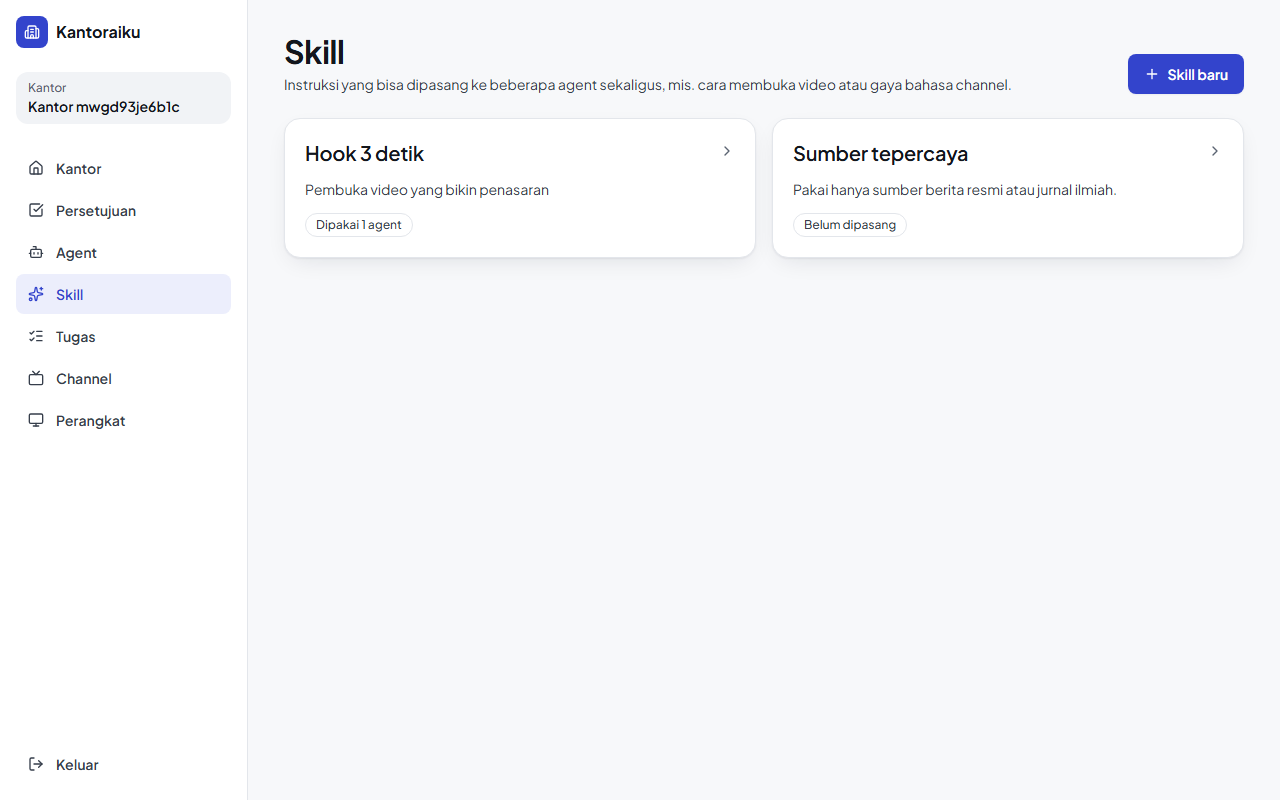 Kantoraiku
Kantor
Kantor mwgd93je6b1c
Kantor
Persetujuan
Agent
Skill
Tugas
Channel
Perangkat
Keluar
Skill
Instruksi yang bisa dipasang ke beberapa agent sekaligus, mis. cara membuka video atau gaya bahasa channel.
Skill baru
Hook 3 detik
Pembuka video yang bikin penasaran
Dipakai 1 agent
Sumber tepercaya
Pakai hanya sumber berita resmi atau jurnal ilmiah.
Belum dipasang